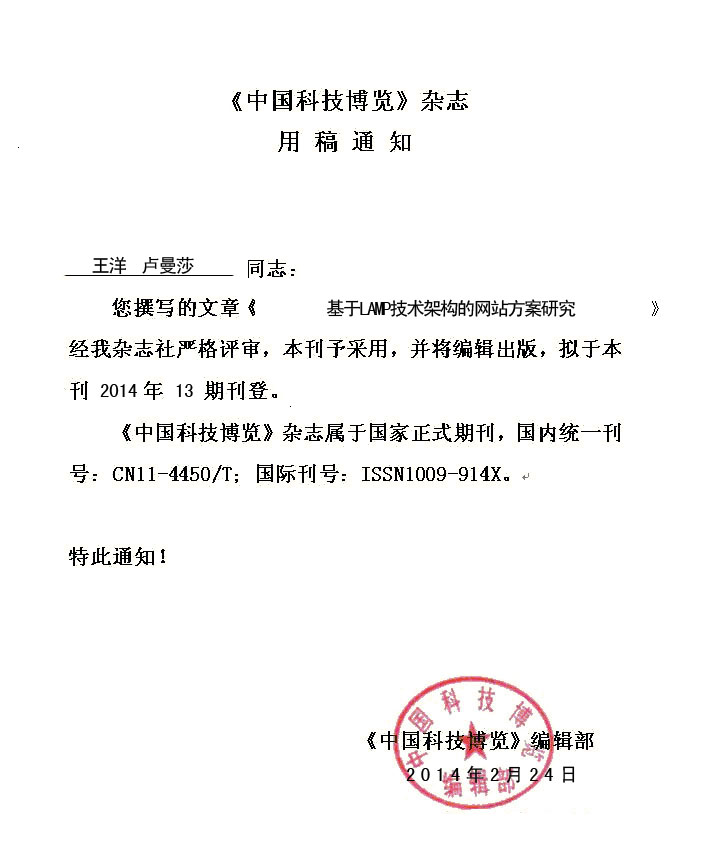 《中国科技博览》杂志
用 稿 通 知
王洋 卢曼莎 同志：
您撰写的文章《 基于LAMP技术架构的网站方案研究 》
经我杂志社严格评审，本刊予采用，并将编辑出版，拟于本
刊 2014年 13 期刊登。
《中国科技博览》杂志属于国家正式期刊，国内统一刊
号：CN11-4450/T；国际刊号：ISSN1009-914X。
特此通知！
中国科技博览
《中国科技博览》编辑部
2014年2月24日
编辑部